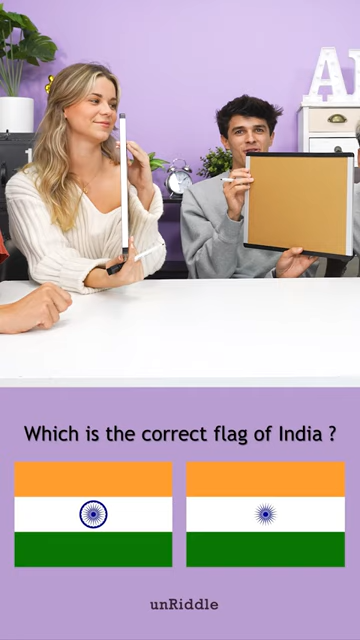 Which is the correct flag of India ?
unRiddle